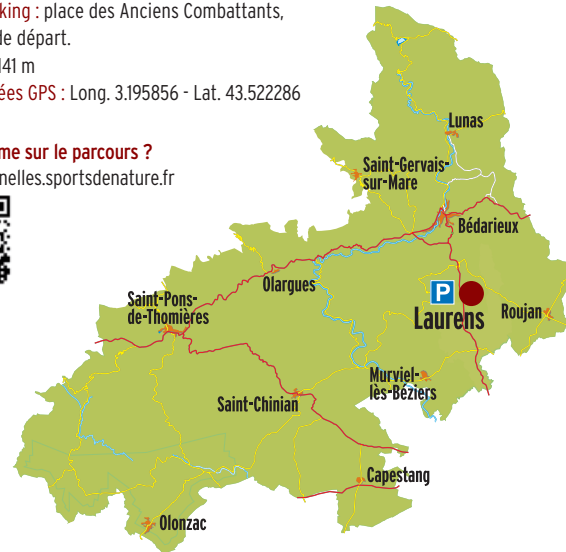 king : place des Anciens Combattants,
de départ.
141 m
ées GPS : Long. 3.195856 - Lat. 43.522286
me sur le parcours ?
nelles.sportsdenature.fr
Lunas
Saint-Gervais-
sur-Mare
Bédarieux
Olargues
P
Laurens
Roujan
Saint-Pons-
de-Thomières
Murviel-
lès-Béziers
Saint-Chinian
Capestang
Olonzac